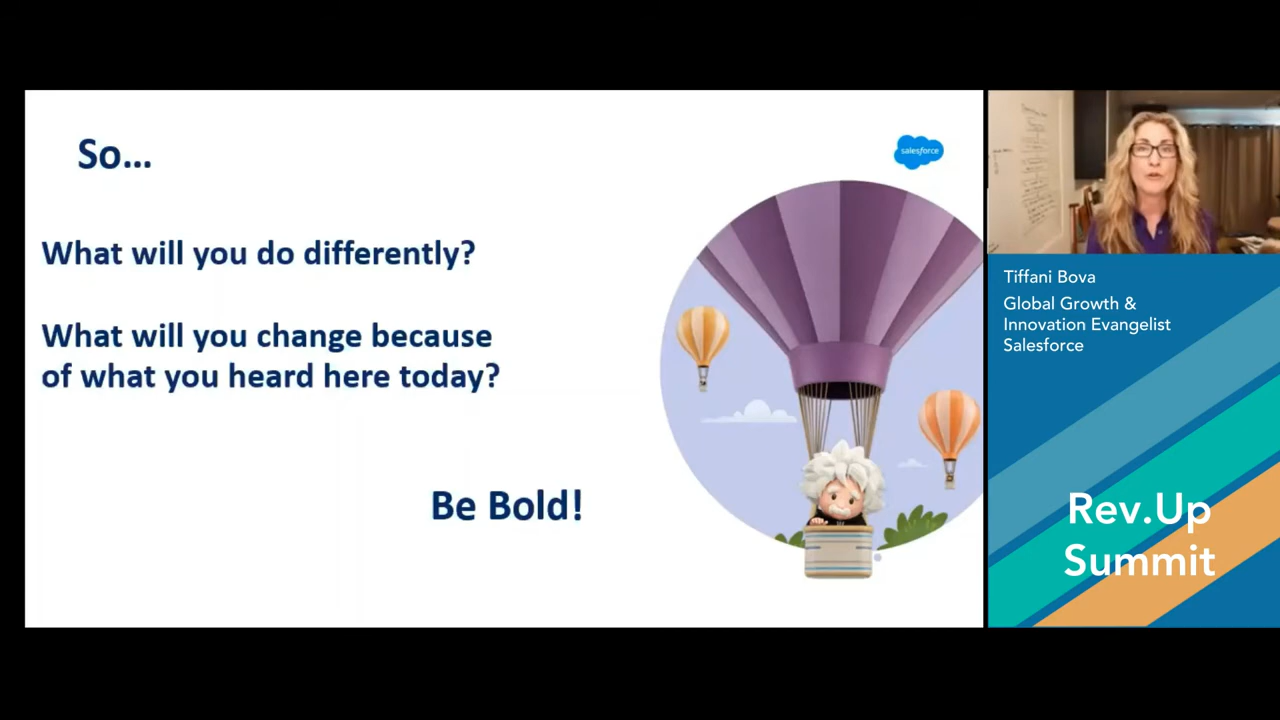 So...
salesforce
What will you do differently?
What will you change because
of what you heard here today?
Be Bold!
Tiffani Bova
Global Growth &
Innovation Evangelist
Salesforce
Rev.Up
Summit